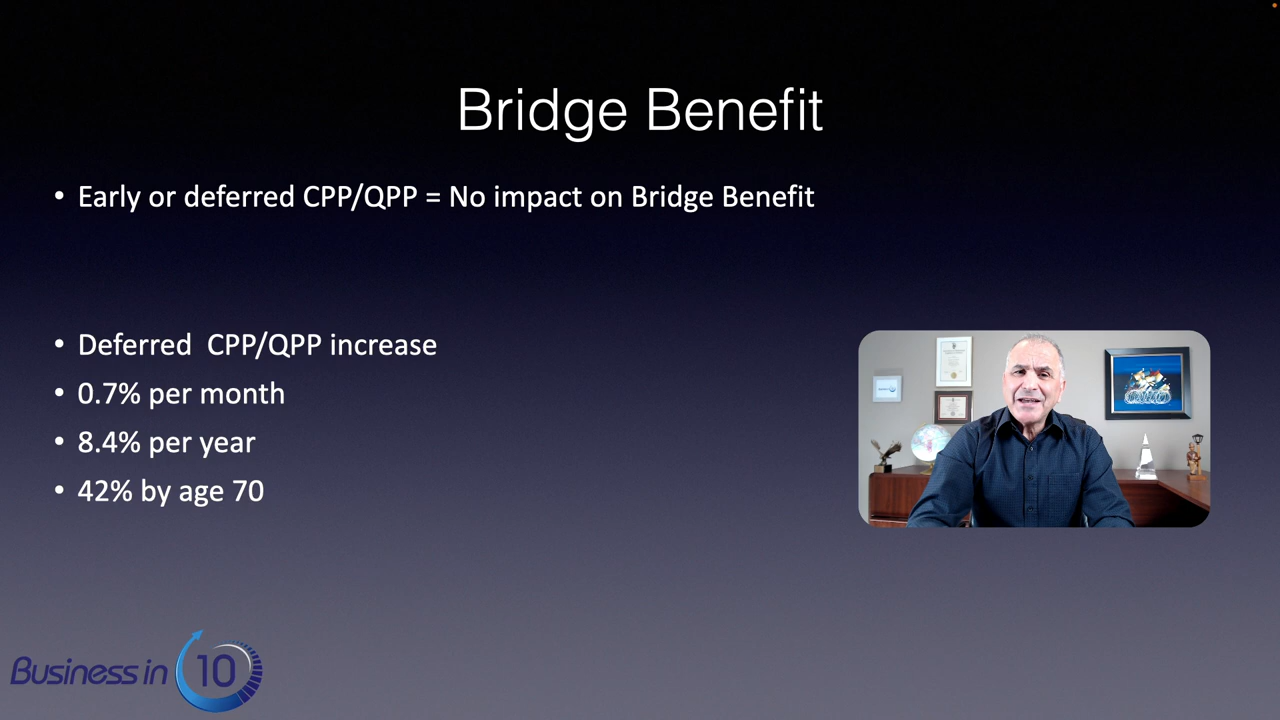 Bridge Benefit
• Early or deferred CPP/QPP = No impact on Bridge Benefit
• Deferred  CPP/QPP increase
• 0.7% per month
• 8.4% per year
• 42% by age 70
Business in 10